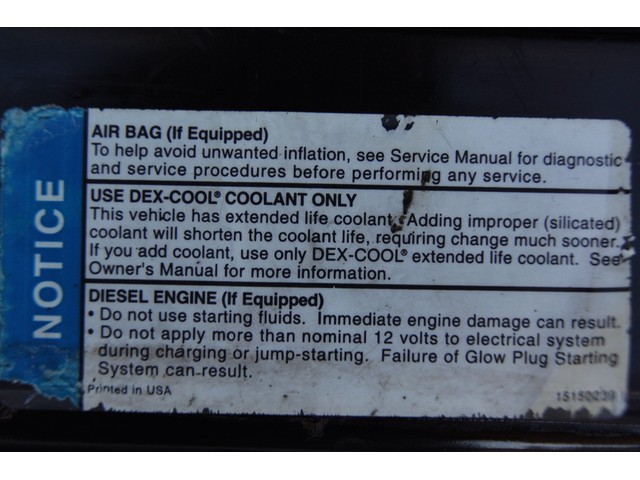 NOTICE
AIR BAG (If Equipped)
To help avoid unwanted inflation, see Service Manual for diagnostic
and service procedures before performing any service.
USE DEX-COOL® COOLANT ONLY
This vehicle has extended life coolant. Adding improper (silicated)
coolant will shorten the coolant life, requiring change much sooner.
If you add coolant, use only DEX-COOL® extended life coolant. See
Owner's Manual for more information.
DIESEL ENGINE (If Equipped)
• Do not use starting fluids. Immediate engine damage can result.
• Do not apply more than nominal 12 volts to electrical system
during charging or jump-starting. Failure of Glow Plug Starting
System can result.
Printed in USA